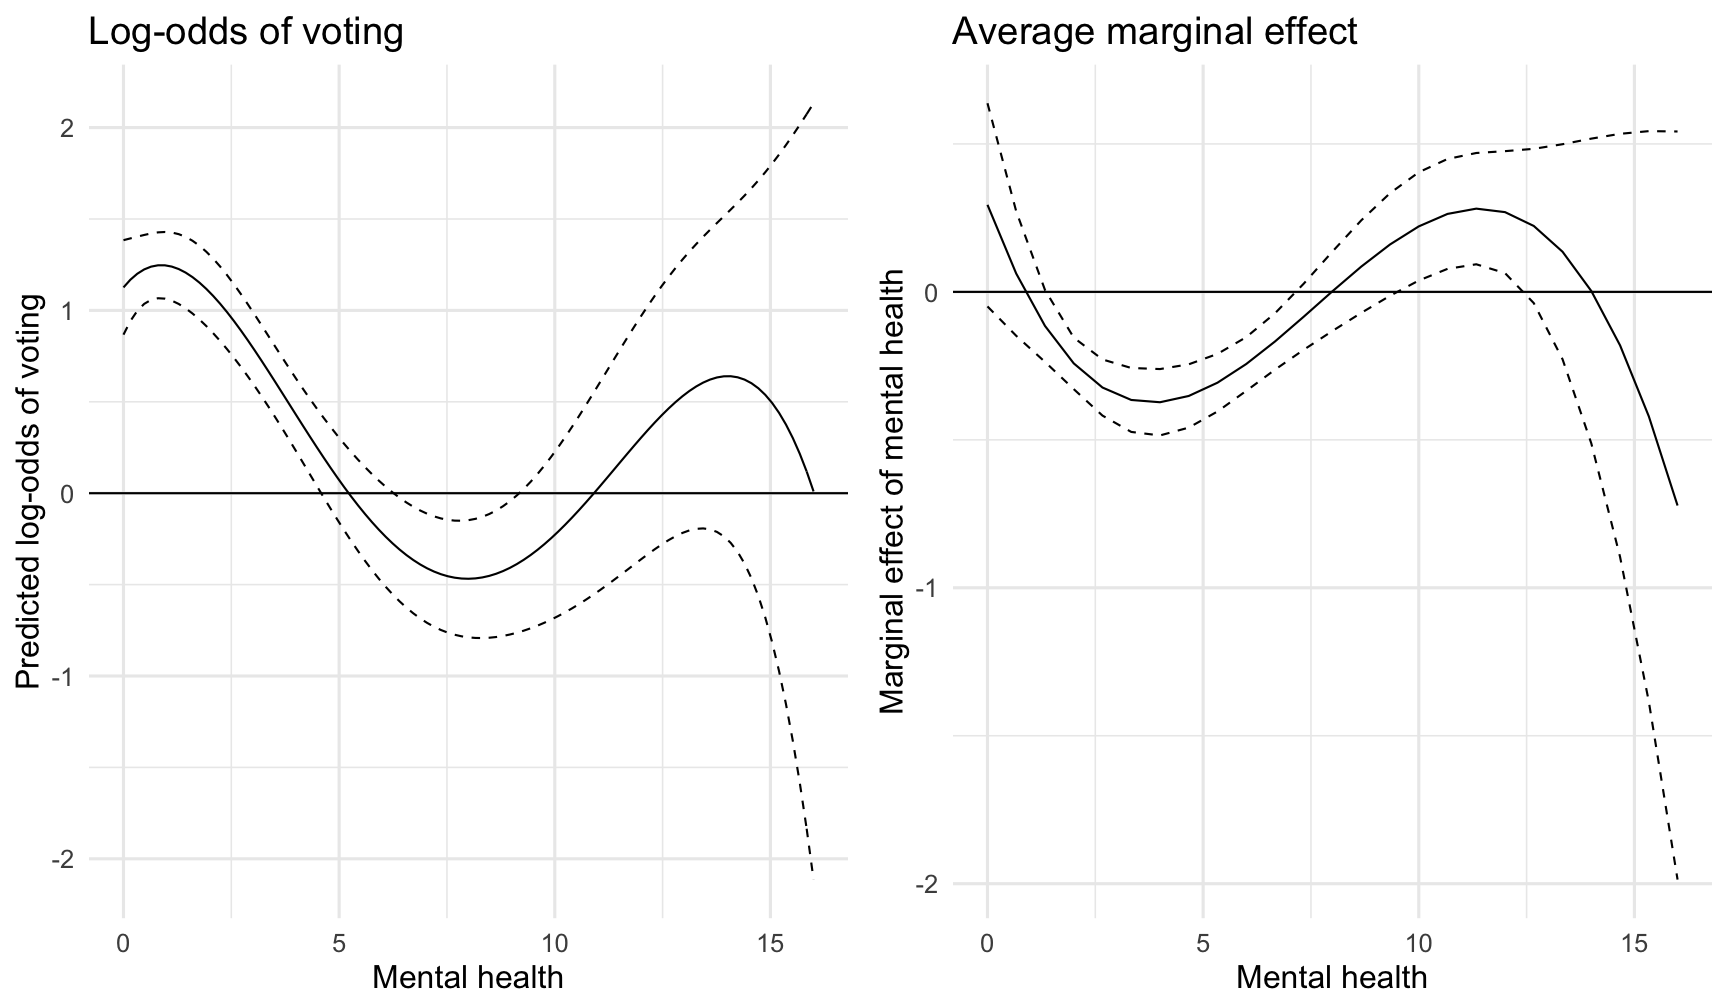 Log-odds of voting
Predicted log-odds of voting
2
1
0
-1
-2
0 5 10 15
Mental health
Average marginal effect
Marginal effect of mental health
0
-1
-2
0 5 10 15
Mental health